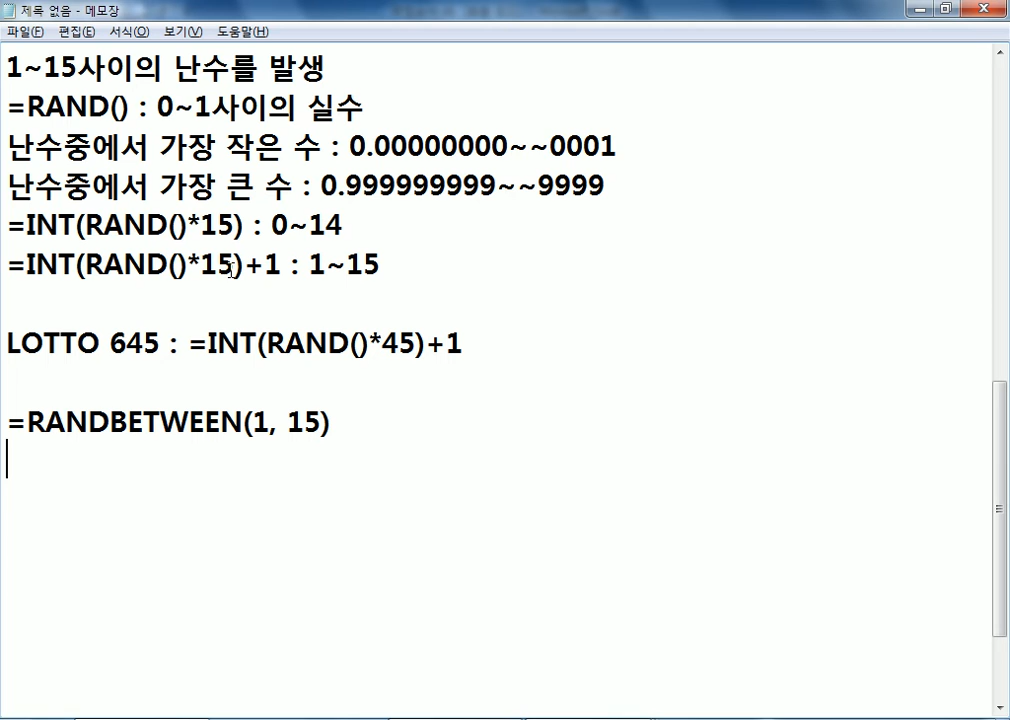 제목 없음 - 메모장
파일(F) 편집(E) 서식(O) 보기(V) 도움말(H)
1~15사이의 난수를 발생
=RAND() : 0~1사이의 실수
난수중에서 가장 작은 수 : 0.00000000~~0001
난수중에서 가장 큰 수 : 0.999999999~~9999
=INT(RAND()*15) : 0~14
=INT(RAND()*15)+1 : 1~15
LOTTO 645 : =INT(RAND()*45)+1
=RANDBETWEEN(1, 15)